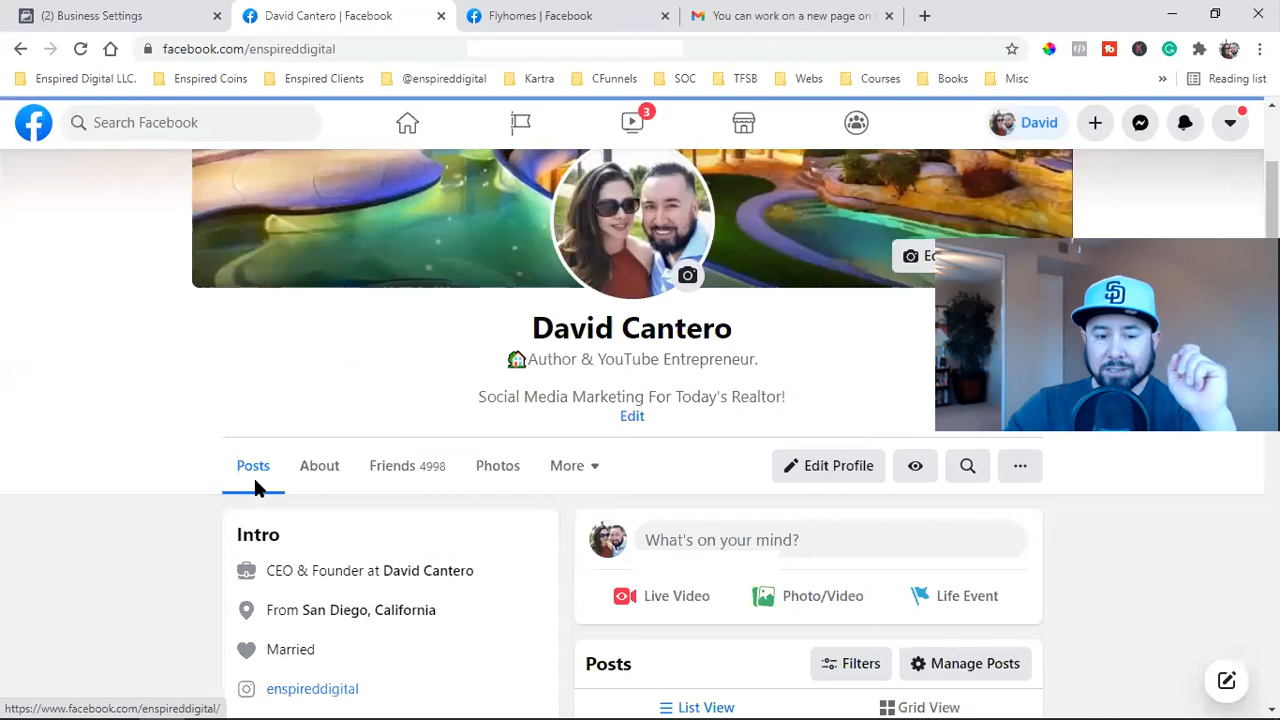 (2) Business Settings
David Cantero | Facebook
Flyhomes | Facebook
You can work on a new page on
facebook.com/enspireddigital
Enspired Digital LLC.
Enspired Coins
Enspired Clients
@enspireddigital
Kartra
CFunnels
SOC
TFSB
Webs
Courses
Books
Misc
»
Reading list
Search Facebook
3
David
David Cantero
Author & YouTube Entrepreneur.
Social Media Marketing For Today's Realtor!
Edit
Posts
About
Friends 4998
Photos
More
Edit Profile
Intro
CEO & Founder at David Cantero
From San Diego, California
Married
enspireddigital
What's on your mind?
Live Video
Photo/Video
Life Event
Posts
Filters
Manage Posts
List View
Grid View
https://www.facebook.com/enspireddigital/